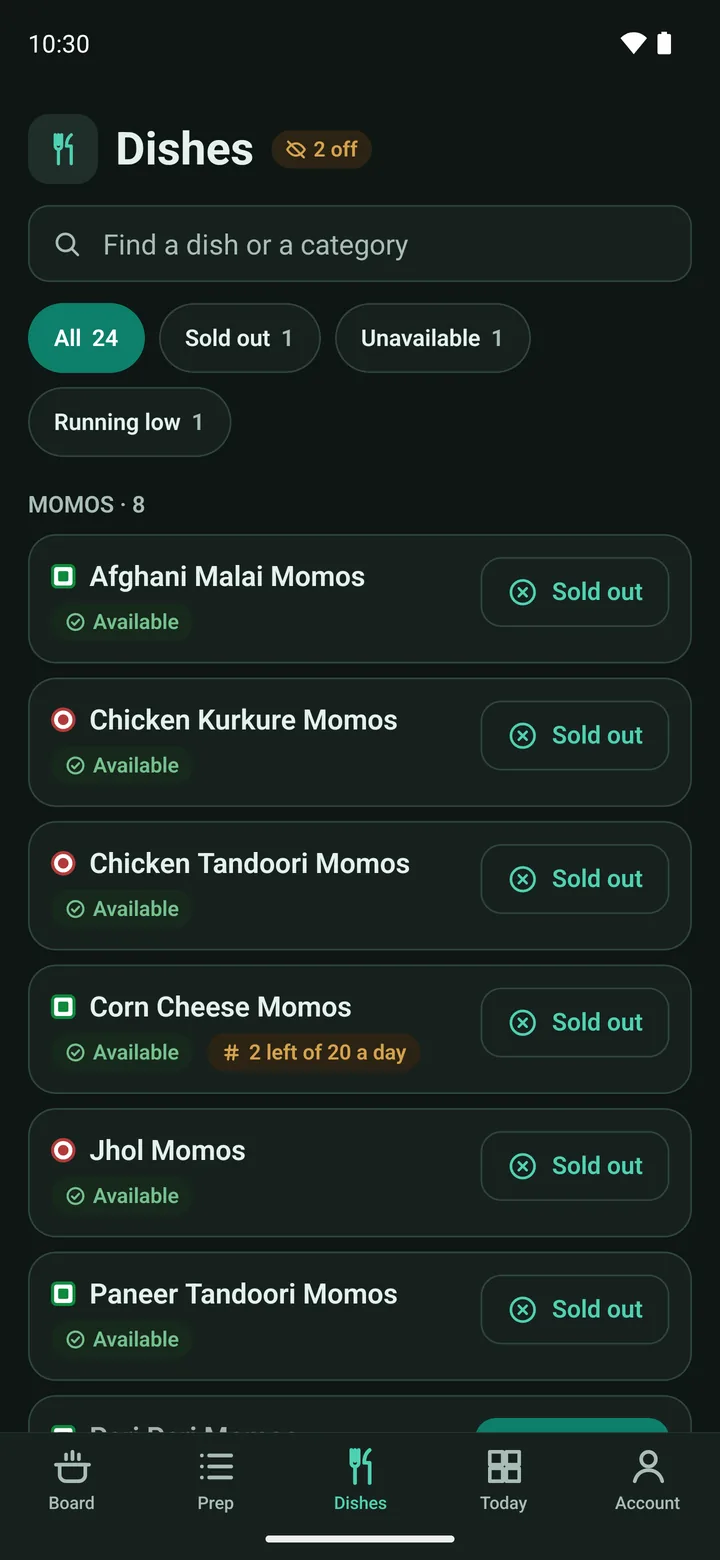 10:30
Dishes 2 off
Find a dish or a category
All 24 Sold out 1 Unavailable 1
Running low 1
MOMOS · 8
Afghani Malai Momos
Available
Sold out
Chicken Kurkure Momos
Available
Sold out
Chicken Tandoori Momos
Available
Sold out
Corn Cheese Momos
Available # 2 left of 20 a day
Sold out
Jhol Momos
Available
Sold out
Paneer Tandoori Momos
Available
Sold out
Board Prep Dishes Today Account